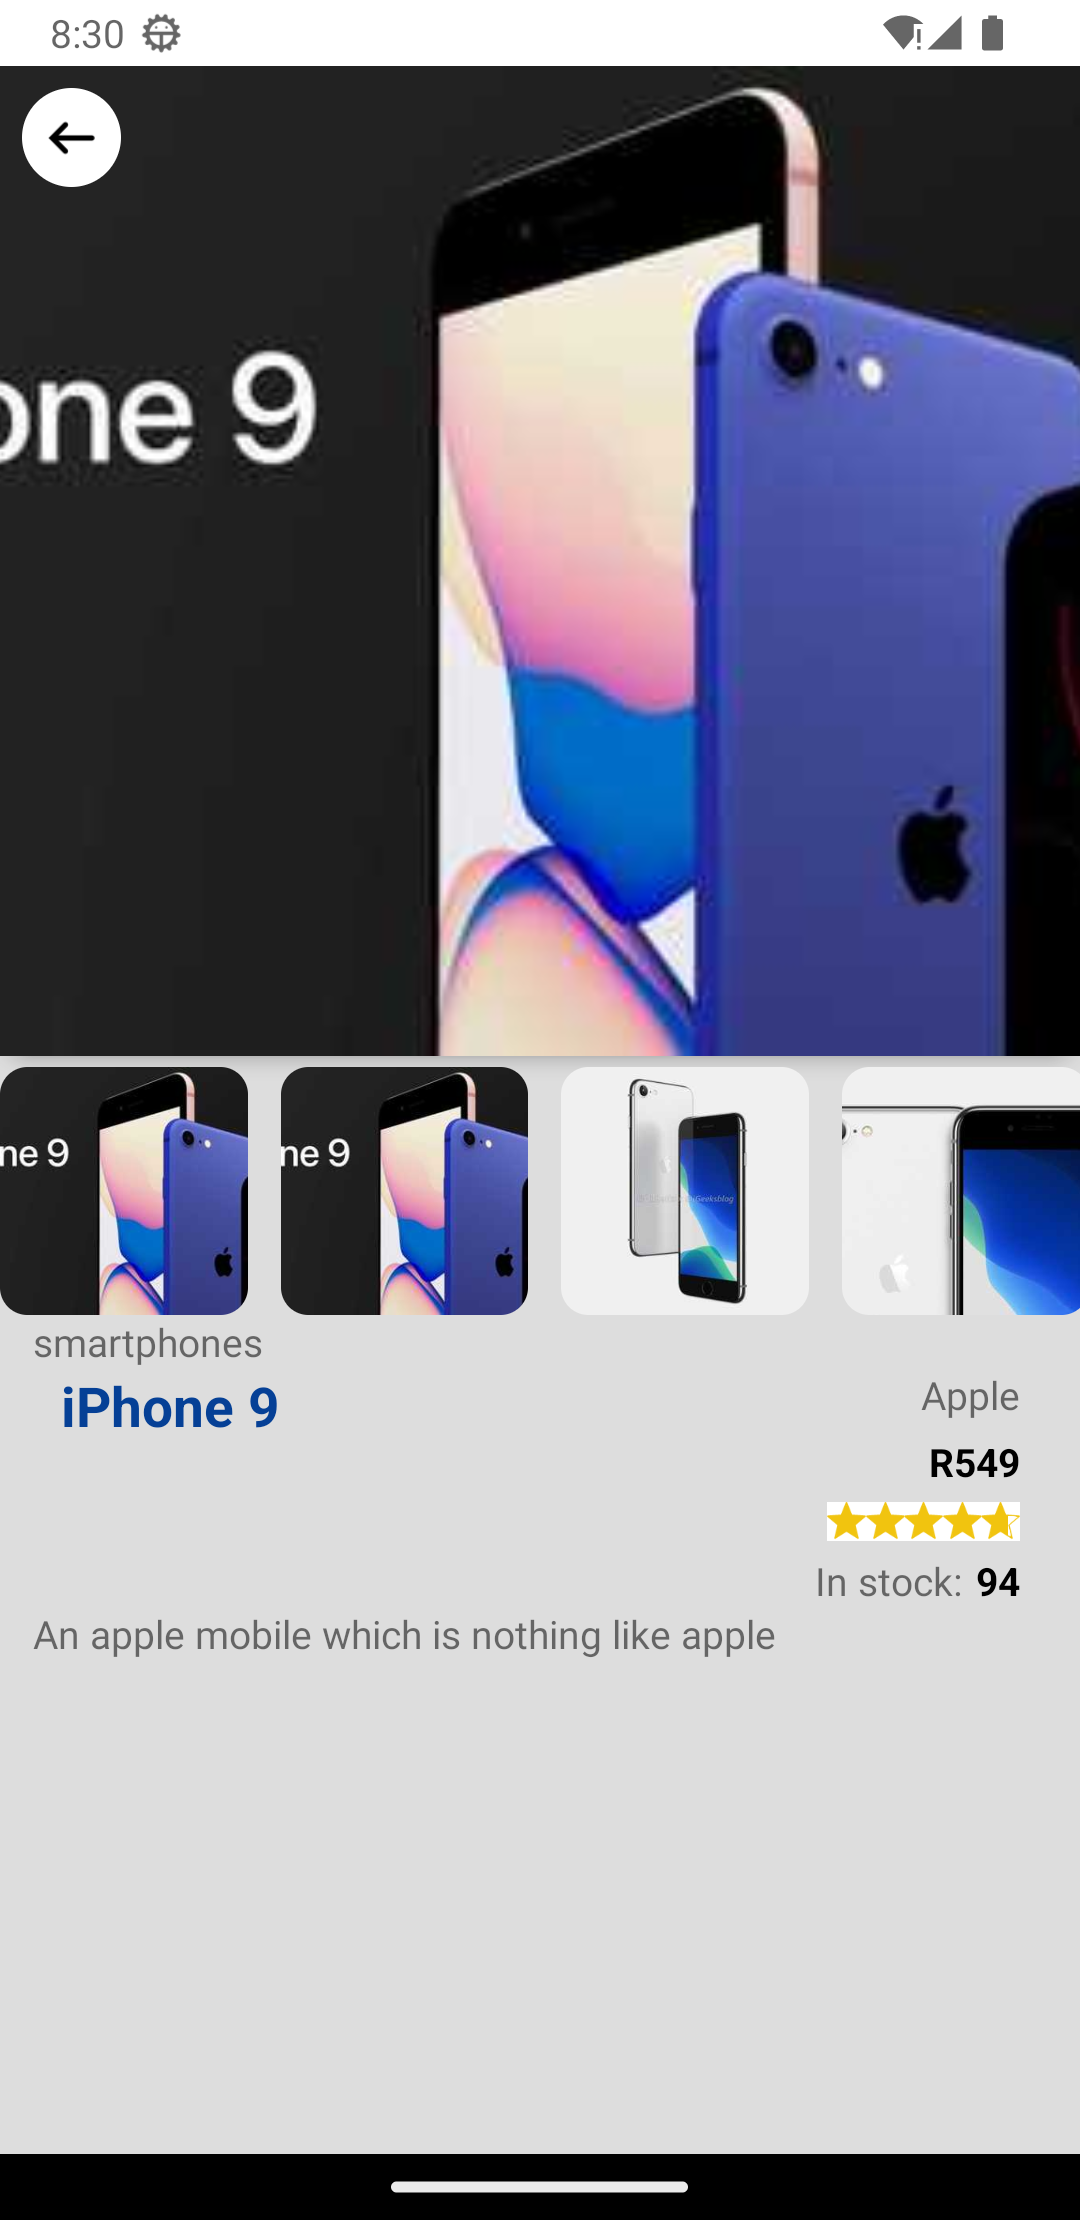 8:30
one 9
ne 9
ne 9
smartphones
iPhone 9
Apple
R549
In stock: 94
An apple mobile which is nothing like apple